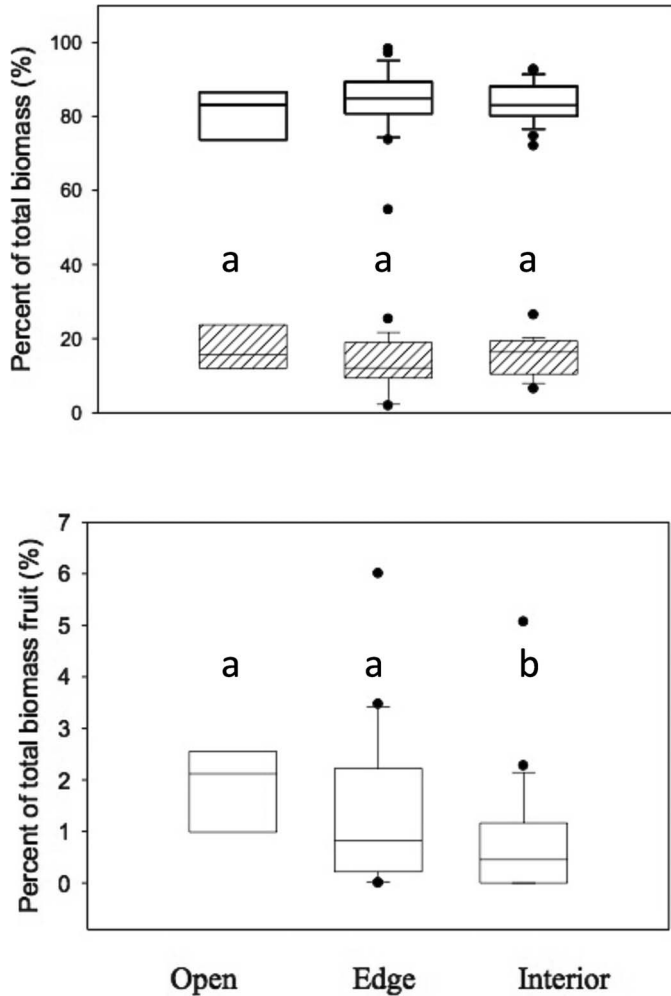 Percent of total biomass (%)
100
80
60
40
20
0
a a a
Percent of total biomass fruit (%)
7
6
5
4
3
2
1
0
a a b
Open Edge Interior